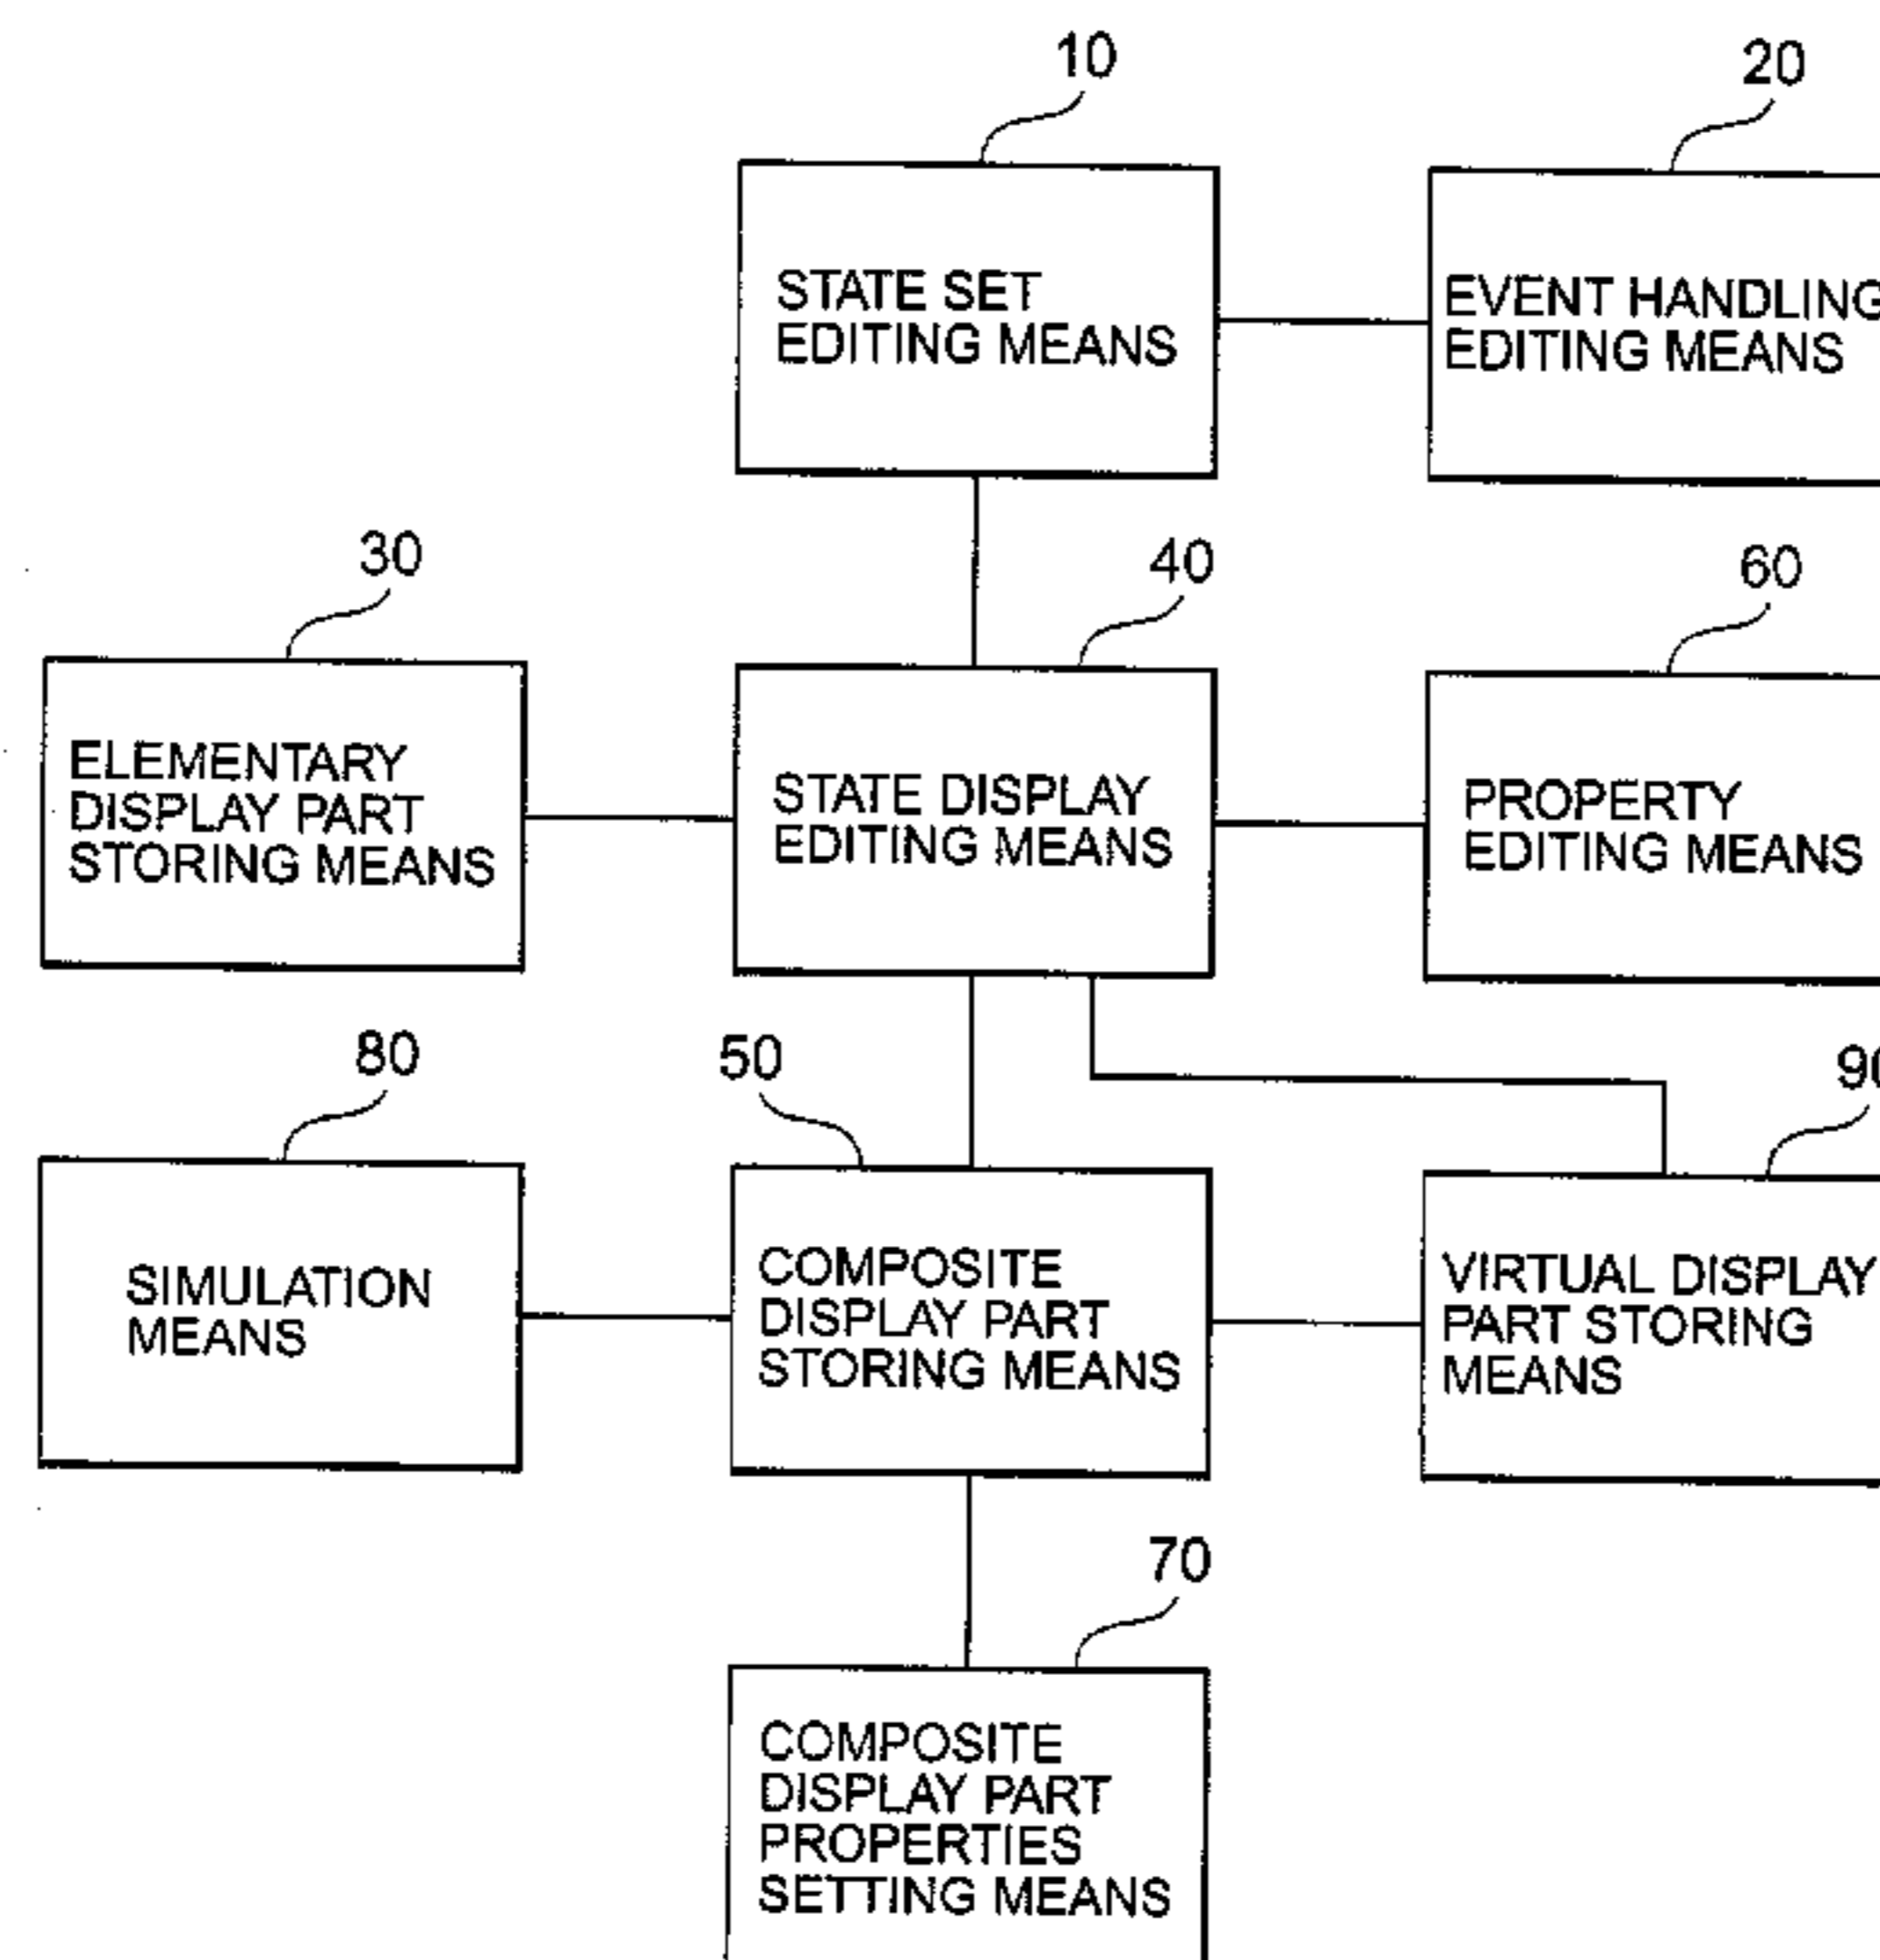 10
20
STATE SET
EDITING MEANS
EVENT HANDLING
EDITING MEANS
30
40
60
ELEMENTARY
DISPLAY PART
STORING MEANS
STATE DISPLAY
EDITING MEANS
PROPERTY
EDITING MEANS
80
50
90
SIMULATION
MEANS
COMPOSITE
DISPLAY PART
STORING MEANS
VIRTUAL DISPLAY
PART STORING
MEANS
70
COMPOSITE
DISPLAY PART
PROPERTIES
SETTING MEANS